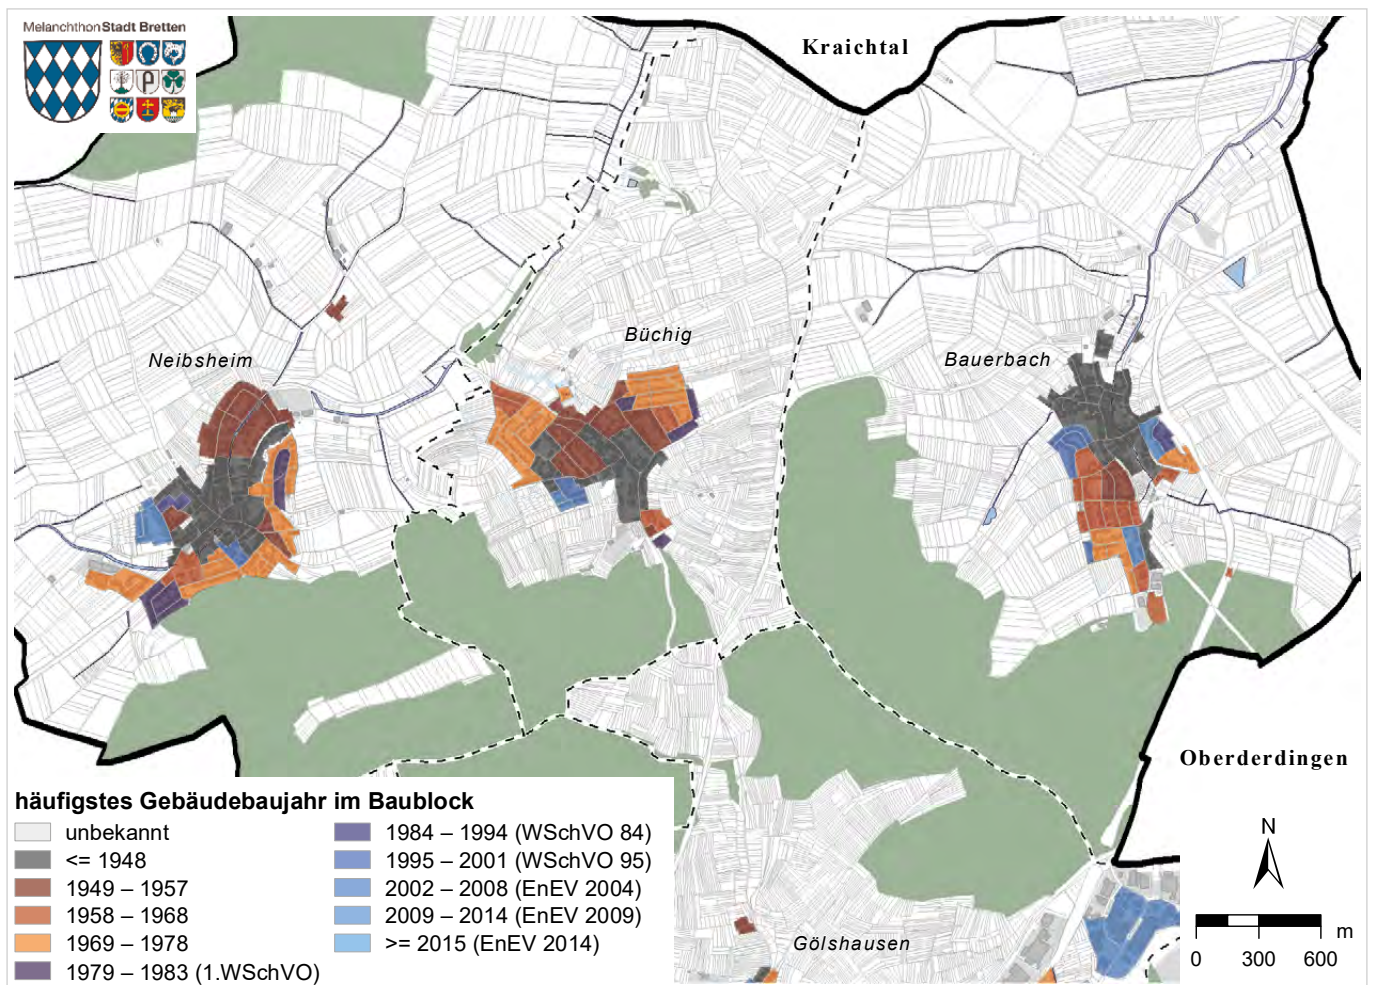 Melanchthon Stadt Bretten
Kraichtal
Büchig
Neibsheim
Bauerbach
Oberderdingen
Gölshausen
häufigstes Gebäudebaujahr im Baublock
unbekannt
<= 1948
1949 – 1957
1958 – 1968
1969 – 1978
1979 – 1983 (1.WSchVO)
1984 – 1994 (WSchVO 84)
1995 – 2001 (WSchVO 95)
2002 – 2008 (EnEV 2004)
2009 – 2014 (EnEV 2009)
>= 2015 (EnEV 2014)
N
m
0 300 600